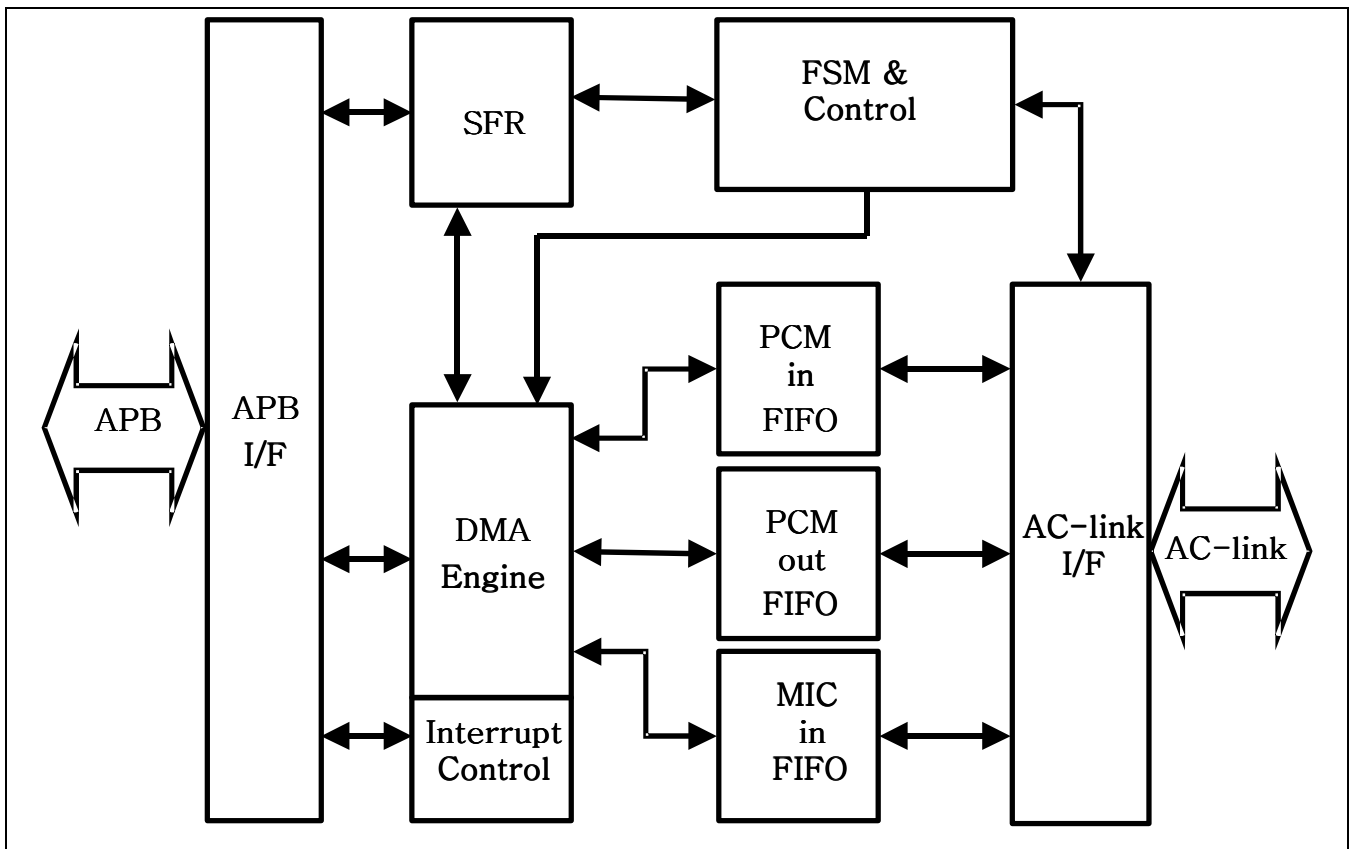 SFR
FSM &
Control
APB
APB
I/F
PCM
in
FIFO
DMA
Engine
PCM
out
FIFO
AC-link
I/F
AC-link
Interrupt
Control
MIC
in
FIFO